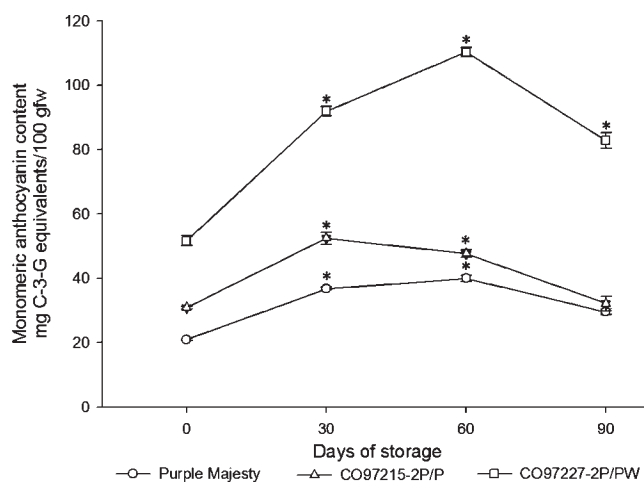 Monomeric anthocyanin content
mg C-3-G equivalents/100 gfw
120
100
80
60
40
20
0
*
*
*
*
*
*
*
0 30 60 90
Days of storage
Purple Majesty CO97215-2P/P CO97227-2P/PW